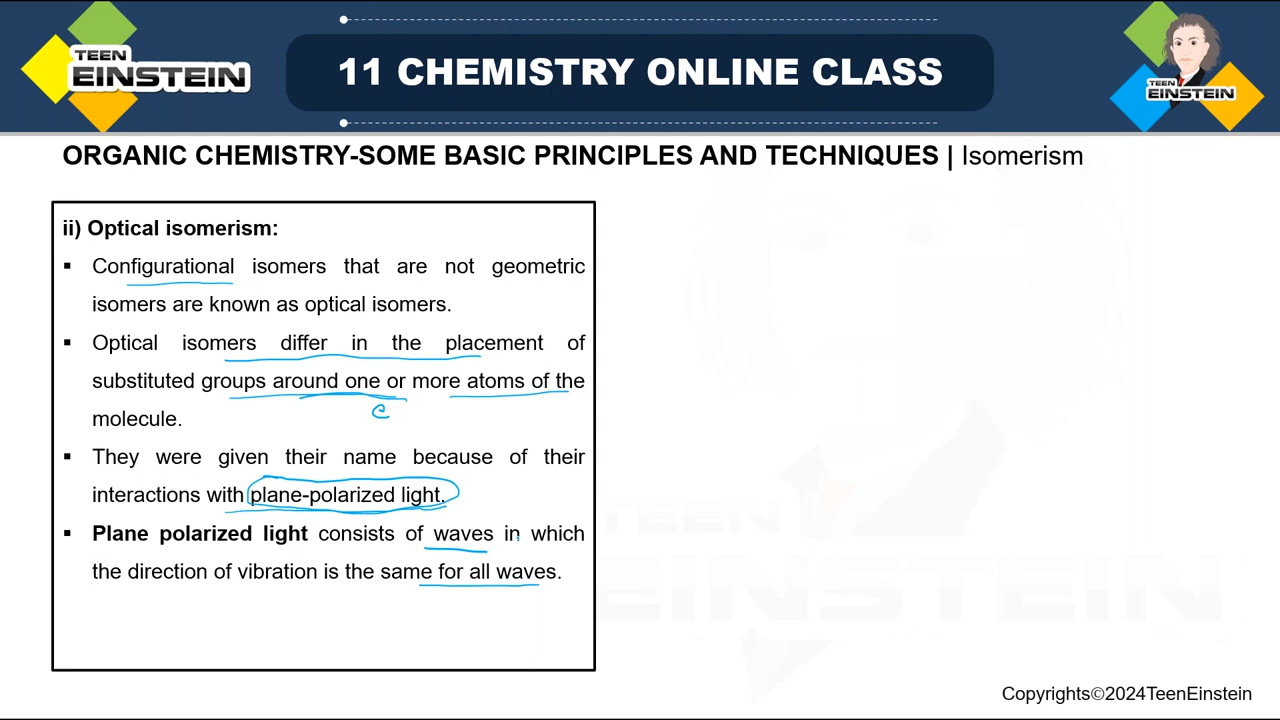 TEEN
EINSTEIN
11 CHEMISTRY ONLINE CLASS
TEEN
EINSTEIN
ORGANIC CHEMISTRY-SOME BASIC PRINCIPLES AND TECHNIQUES | Isomerism
ii) Optical isomerism:
▪ Configurational isomers that are not geometric
isomers are known as optical isomers.
▪ Optical isomers differ in the placement of
substituted groups around one or more atoms of the
molecule.
▪ They were given their name because of their
interactions with plane-polarized light.
▪ Plane polarized light consists of waves in which
the direction of vibration is the same for all waves.
TEEN
EINSTEIN
Copyrights©2024TeenEinstein